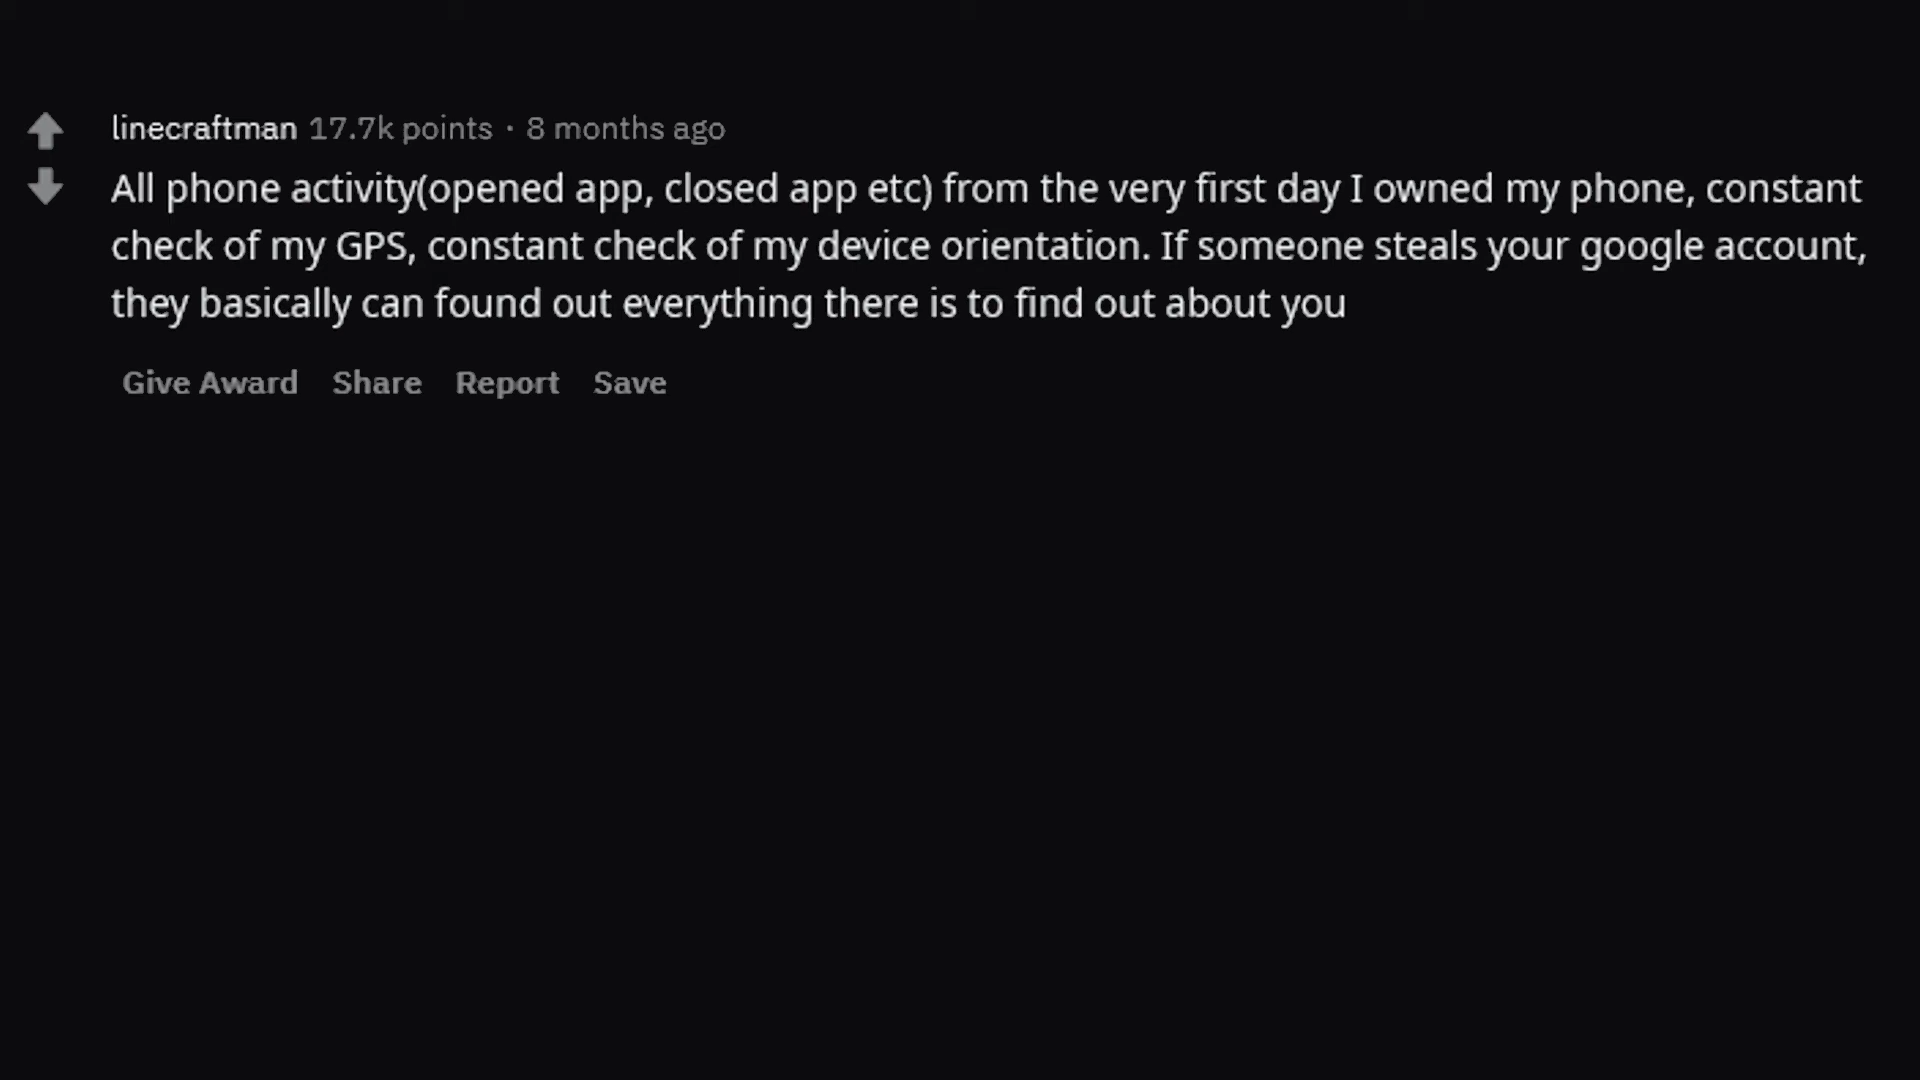 linecraftman 17.7k points · 8 months ago
All phone activity(opened app, closed app etc) from the very first day I owned my phone, constant
check of my GPS, constant check of my device orientation. If someone steals your google account,
they basically can found out everything there is to find out about you
Give Award Share Report Save